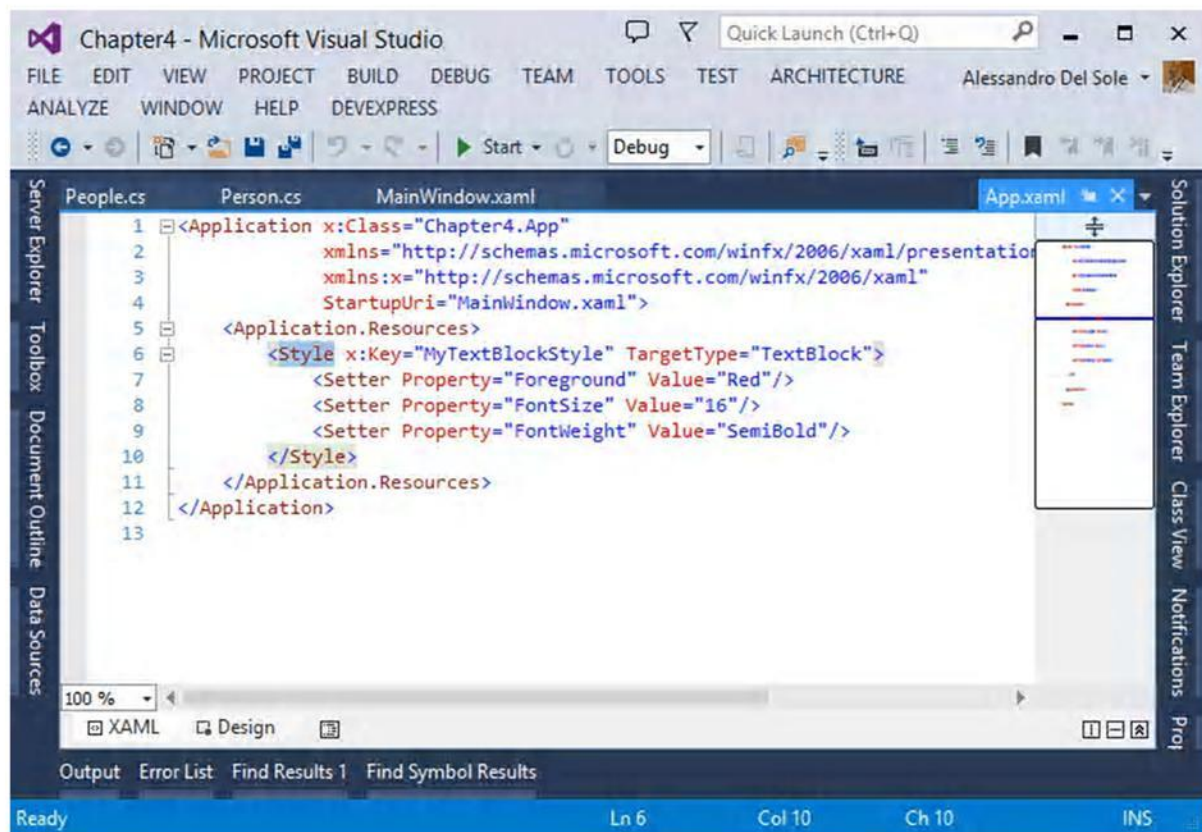 Chapter4 - Microsoft Visual Studio
Quick Launch (Ctrl+Q)
FILE EDIT VIEW PROJECT BUILD DEBUG TEAM TOOLS TEST ARCHITECTURE Alessandro Del Sole
ANALYZE WINDOW HELP DEVEXPRESS
Start Debug
People.cs Person.cs MainWindow.xaml App.xaml
Server Explorer
Toolbox
Document Outline
Data Sources
1 <Application x:Class="Chapter4.App"
2 xmlns="http://schemas.microsoft.com/winfx/2006/xaml/presentation
3 xmlns:x="http://schemas.microsoft.com/winfx/2006/xaml"
4 StartupUri="MainWindow.xaml">
5 <Application.Resources>
6 <Style x:Key="MyTextBlockStyle" TargetType="TextBlock">
7 <Setter Property="Foreground" Value="Red"/>
8 <Setter Property="FontSize" Value="16"/>
9 <Setter Property="FontWeight" Value="SemiBold"/>
10 </Style>
11 </Application.Resources>
12 </Application>
13
Solution Explorer
Team Explorer
Class View
Notifications
Prop
100 %
XAML Design
Output Error List Find Results 1 Find Symbol Results
Ready Ln 6 Col 10 Ch 10 INS